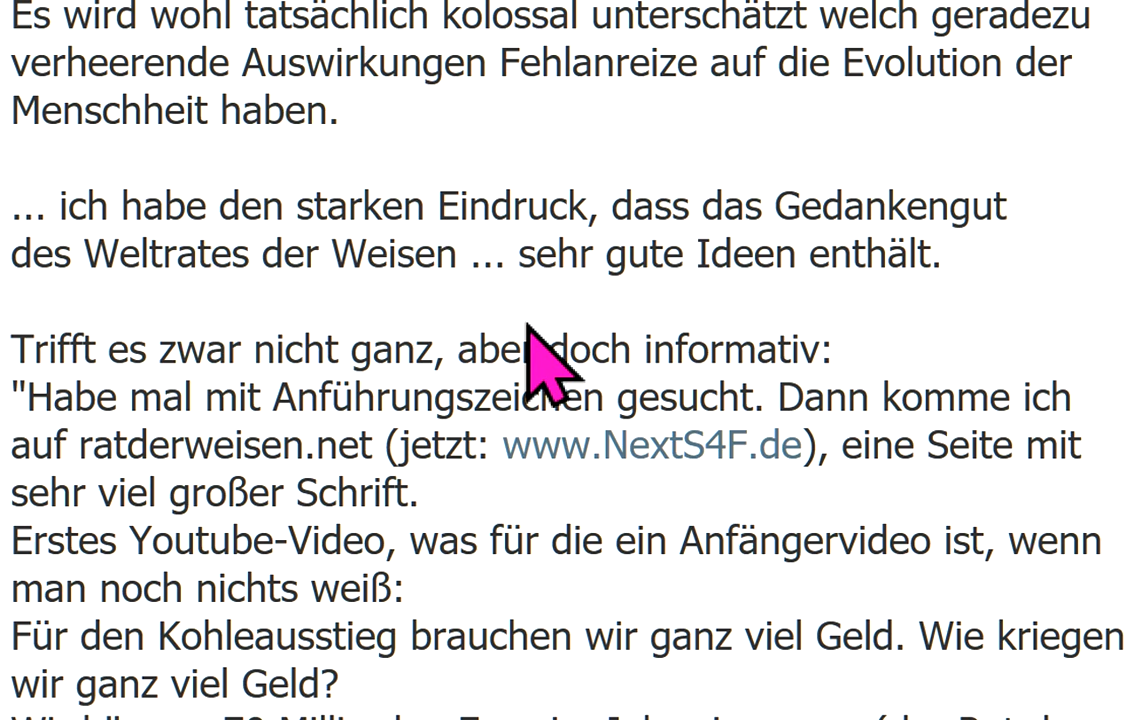 Es wird wohl tatsächlich kolossal unterschätzt welch geradezu
verheerende Auswirkungen Fehlanreize auf die Evolution der
Menschheit haben.
... ich habe den starken Eindruck, dass das Gedankengut
des Weltrates der Weisen ... sehr gute Ideen enthält.
Trifft es zwar nicht ganz, aber doch informativ:
"Habe mal mit Anführungszeichen gesucht. Dann komme ich
auf ratderweisen.net (jetzt: www.NextS4F.de), eine Seite mit
sehr viel großer Schrift.
Erstes Youtube-Video, was für die ein Anfängervideo ist, wenn
man noch nichts weiß:
Für den Kohleausstieg brauchen wir ganz viel Geld. Wie kriegen
wir ganz viel Geld?